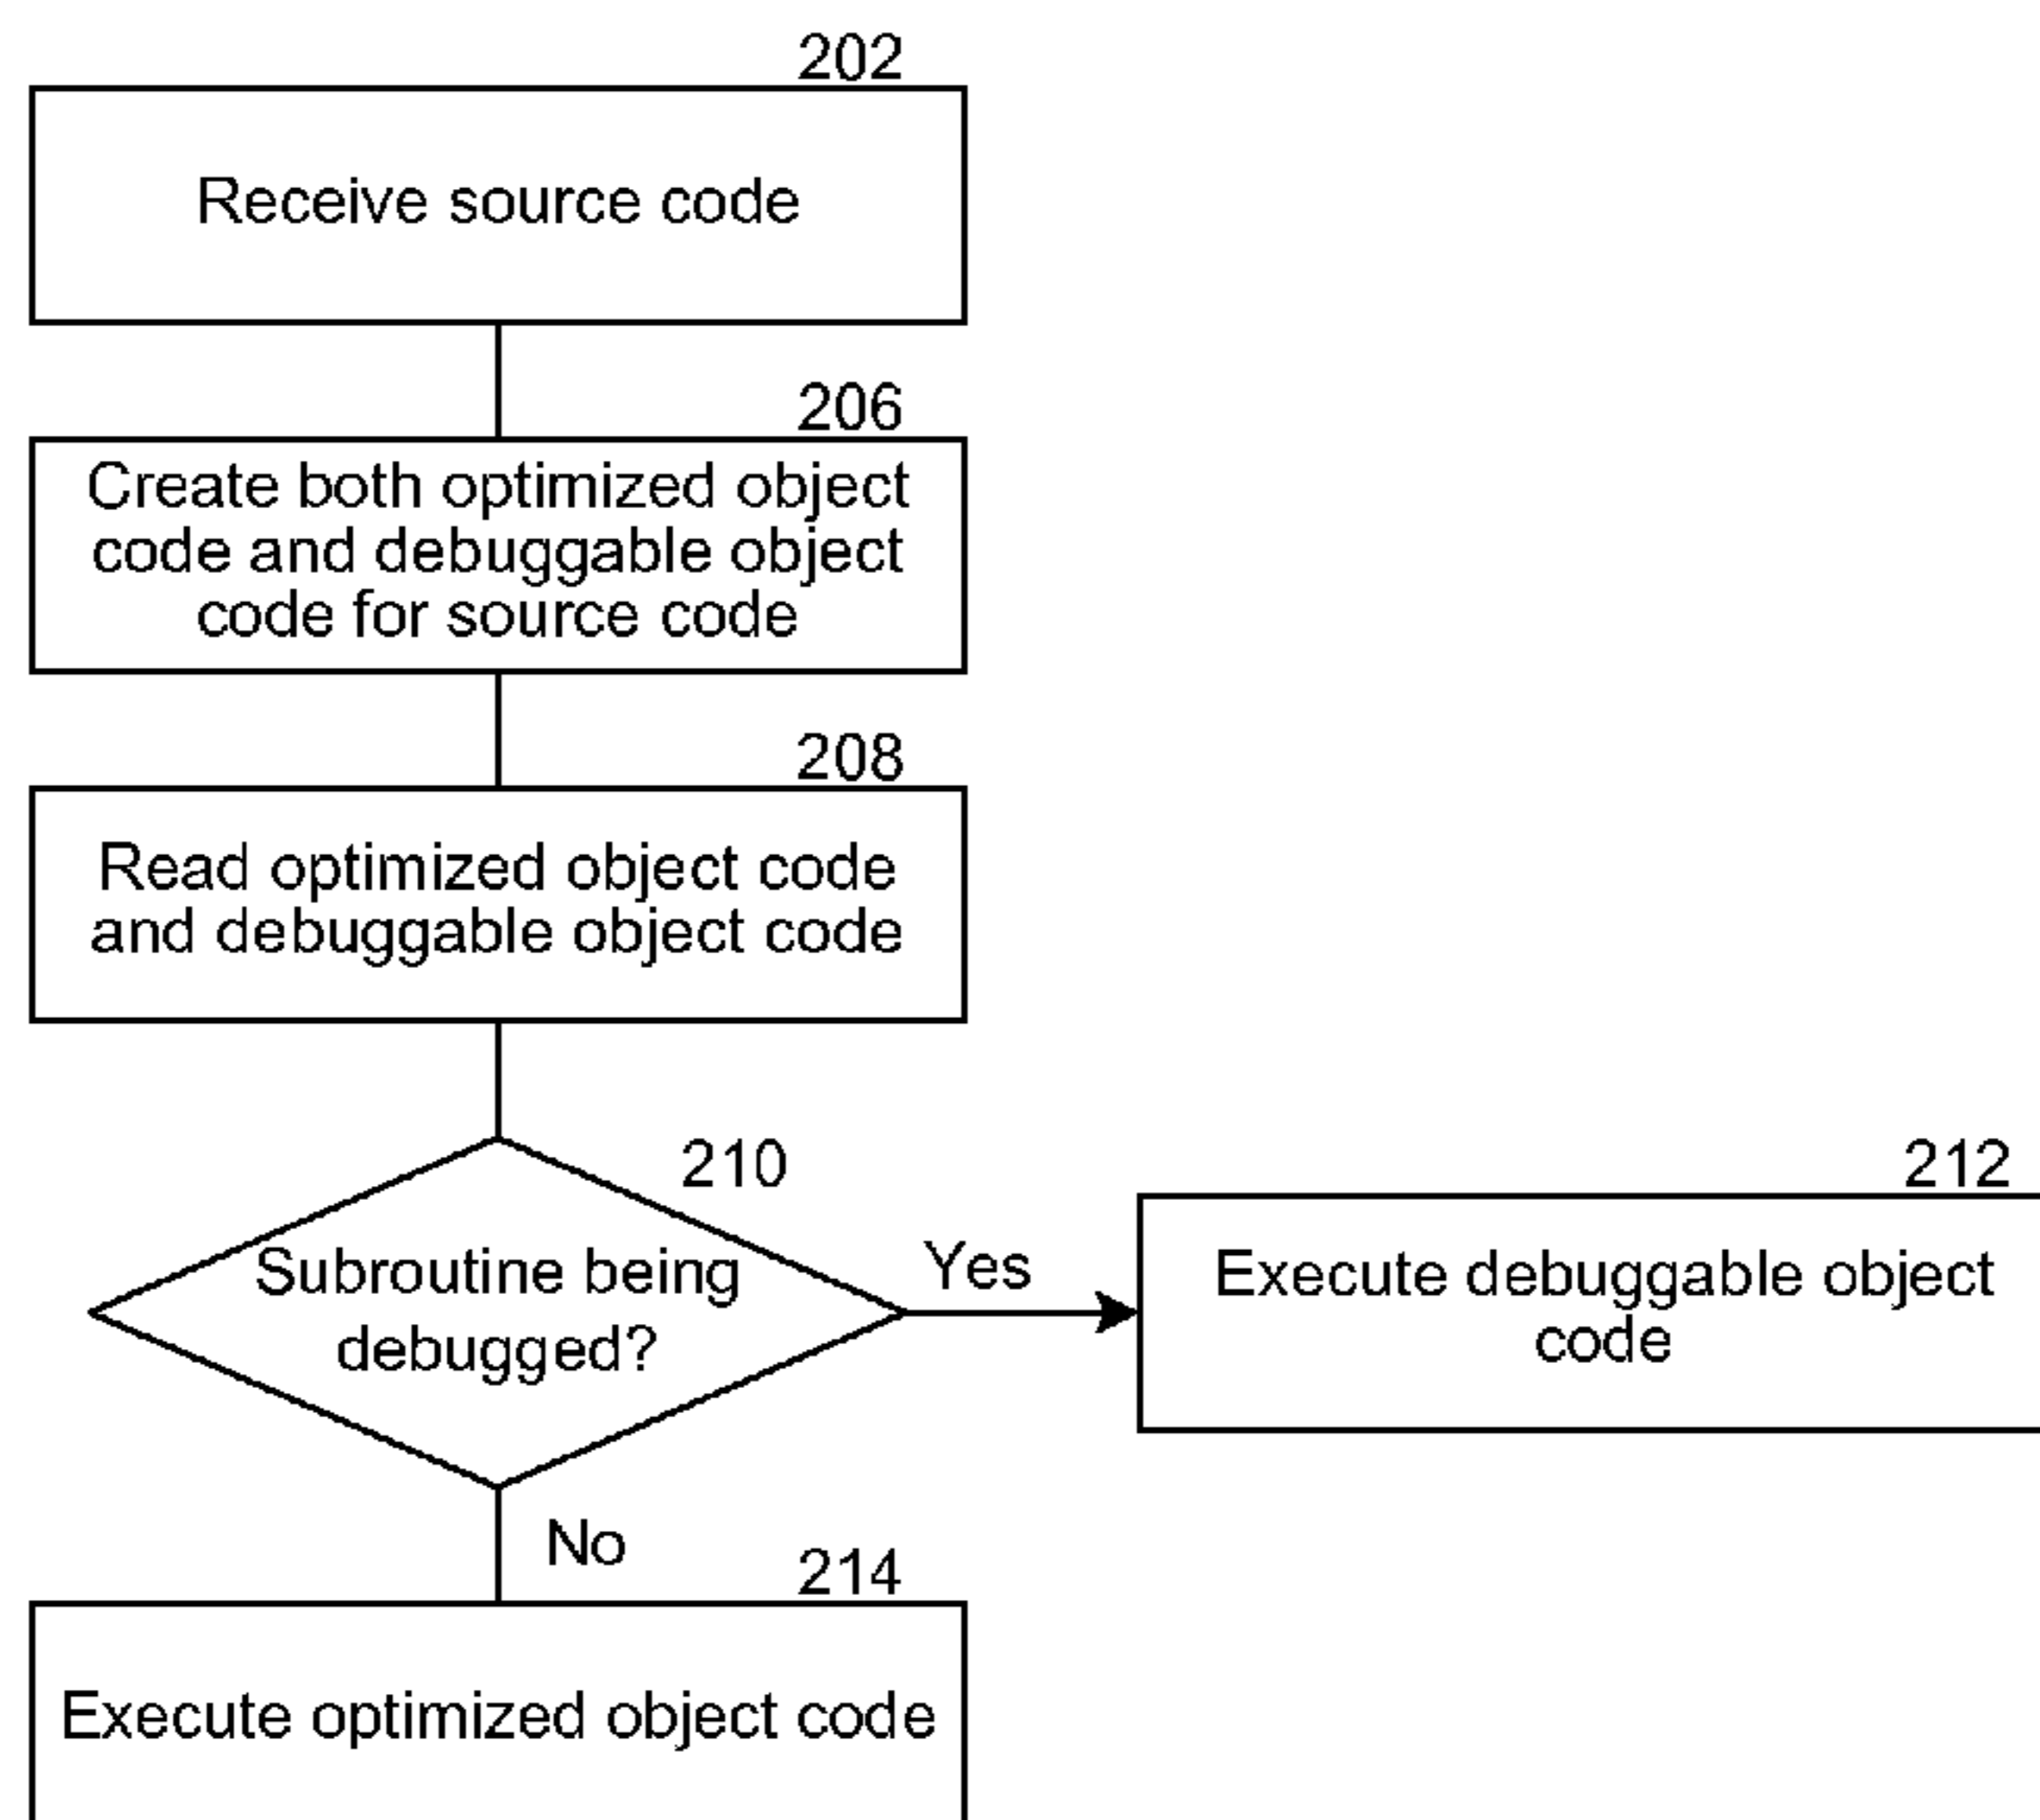 202
Receive source code
206
Create both optimized object
code and debuggable object
code for source code
208
Read optimized object code
and debuggable object code
210
Subroutine being
debugged?
Yes
212
Execute debuggable object
code
No
214
Execute optimized object code